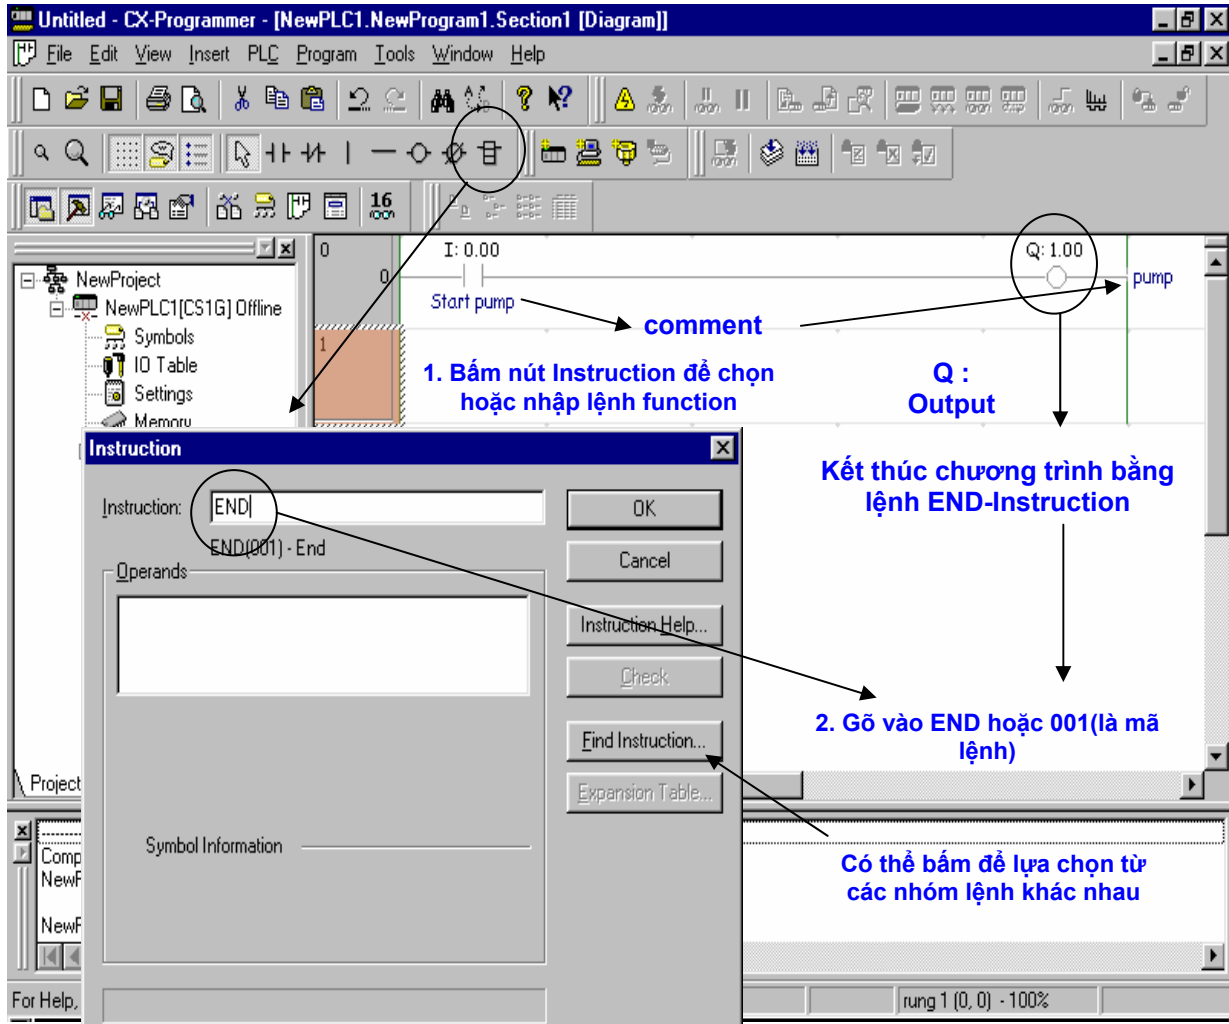 Untitled - CX-Programmer - [NewPLC1.NewProgram1.Section1 [Diagram]]
File Edit View Insert PLC Program Tools Window Help
16
NewProject
NewPLC1[CS1G] Offline
Symbols
IO Table
Settings
Memory
0
0
I: 0.00
Start pump
Q: 1.00
pump
comment
1
1. Bấm nút Instruction để chọn
hoặc nhập lệnh function
Q :
Output
Kết thúc chương trình bằng
lệnh END-Instruction
Instruction
Instruction:
END
END(001) - End
Operands
OK
Cancel
Instruction Help...
Check
Find Instruction...
Expansion Table...
Symbol Information
2. Gõ vào END hoặc 001(là mã
lệnh)
Có thể bấm để lựa chọn từ
các nhóm lệnh khác nhau
Project
Comp
NewP
NewP
For Help,
rung 1 (0, 0) - 100%